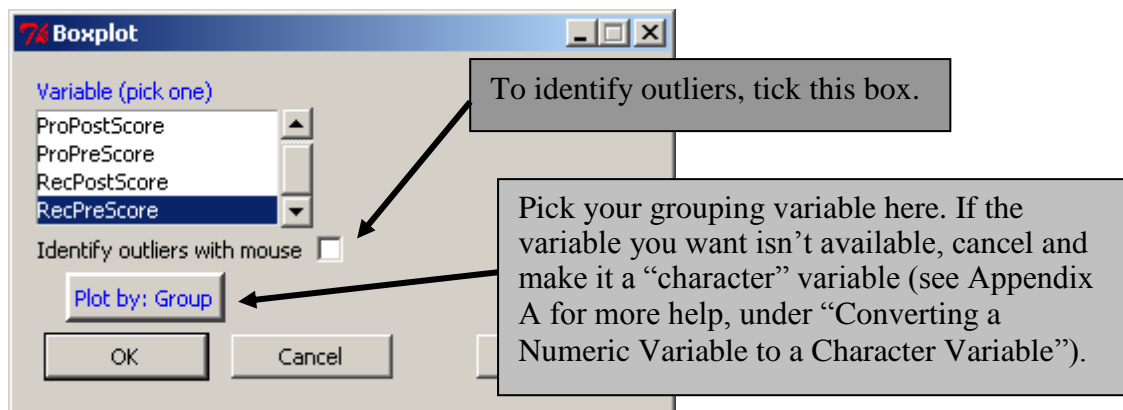 Boxplot
To identify outliers, tick this box.
Variable (pick one)
ProPostScore
ProPreScore
RecPostScore
RecPreScore
Identify outliers with mouse
Plot by: Group
Pick your grouping variable here. If the
variable you want isn’t available, cancel and
make it a “character” variable (see Appendix
A for more help, under “Converting a
Numeric Variable to a Character Variable”).
OK
Cancel